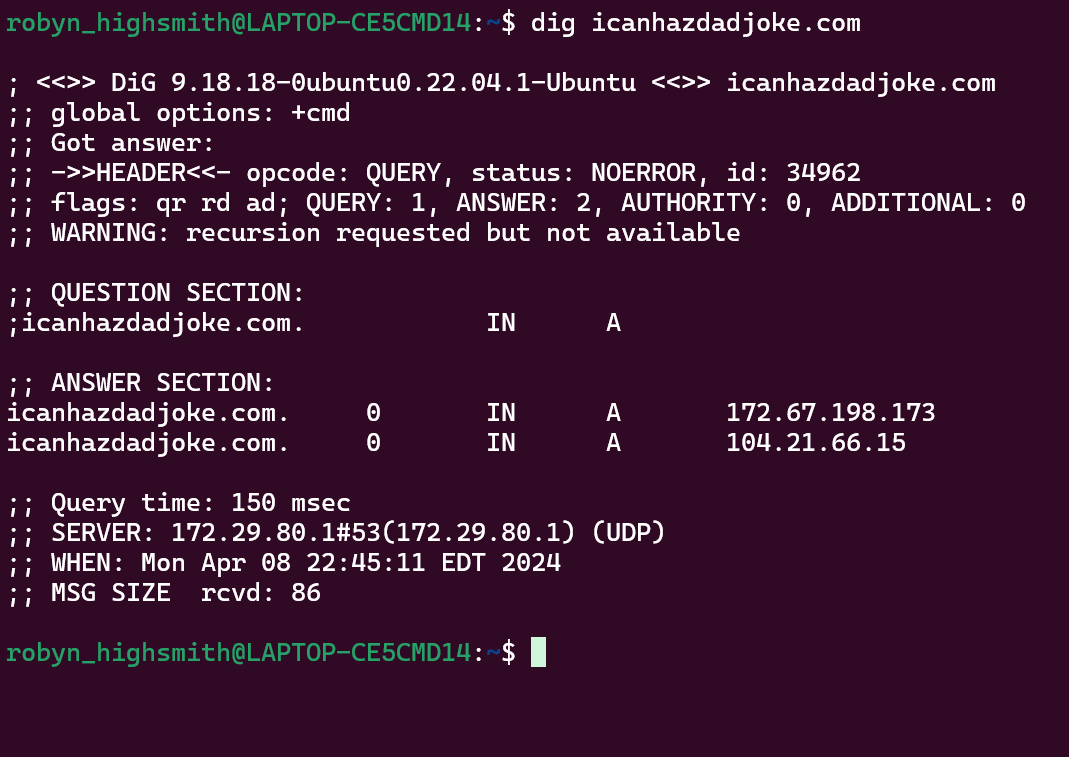 robyn_highsmith@LAPTOP-CE5CMD14:~$ dig icanhazdadjoke.com
; <<>> DiG 9.18.18-0ubuntu0.22.04.1-Ubuntu <<>> icanhazdadjoke.com
;; global options: +cmd
;; Got answer:
;; ->>HEADER<<- opcode: QUERY, status: NOERROR, id: 34962
;; flags: qr rd ad; QUERY: 1, ANSWER: 2, AUTHORITY: 0, ADDITIONAL: 0
;; WARNING: recursion requested but not available
;; QUESTION SECTION:
;icanhazdadjoke.com. IN A
;; ANSWER SECTION:
icanhazdadjoke.com. 0 IN A 172.67.198.173
icanhazdadjoke.com. 0 IN A 104.21.66.15
;; Query time: 150 msec
;; SERVER: 172.29.80.1#53(172.29.80.1) (UDP)
;; WHEN: Mon Apr 08 22:45:11 EDT 2024
;; MSG SIZE  rcvd: 86
robyn_highsmith@LAPTOP-CE5CMD14:~$